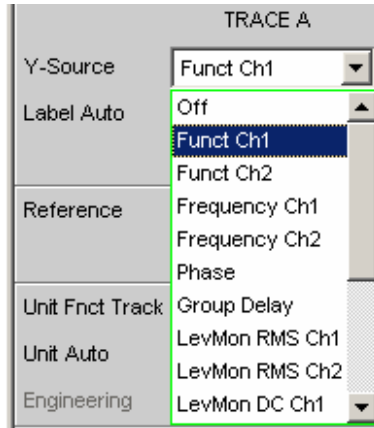 TRACE A
Y-Source Funct Ch1
Label Auto Off
Funct Ch1
Funct Ch2
Reference Frequency Ch1
Frequency Ch2
Phase
Unit Fnct Track Group Delay
Unit Auto LevMon RMS Ch1
LevMon RMS Ch2
Engineering LevMon DC Ch1